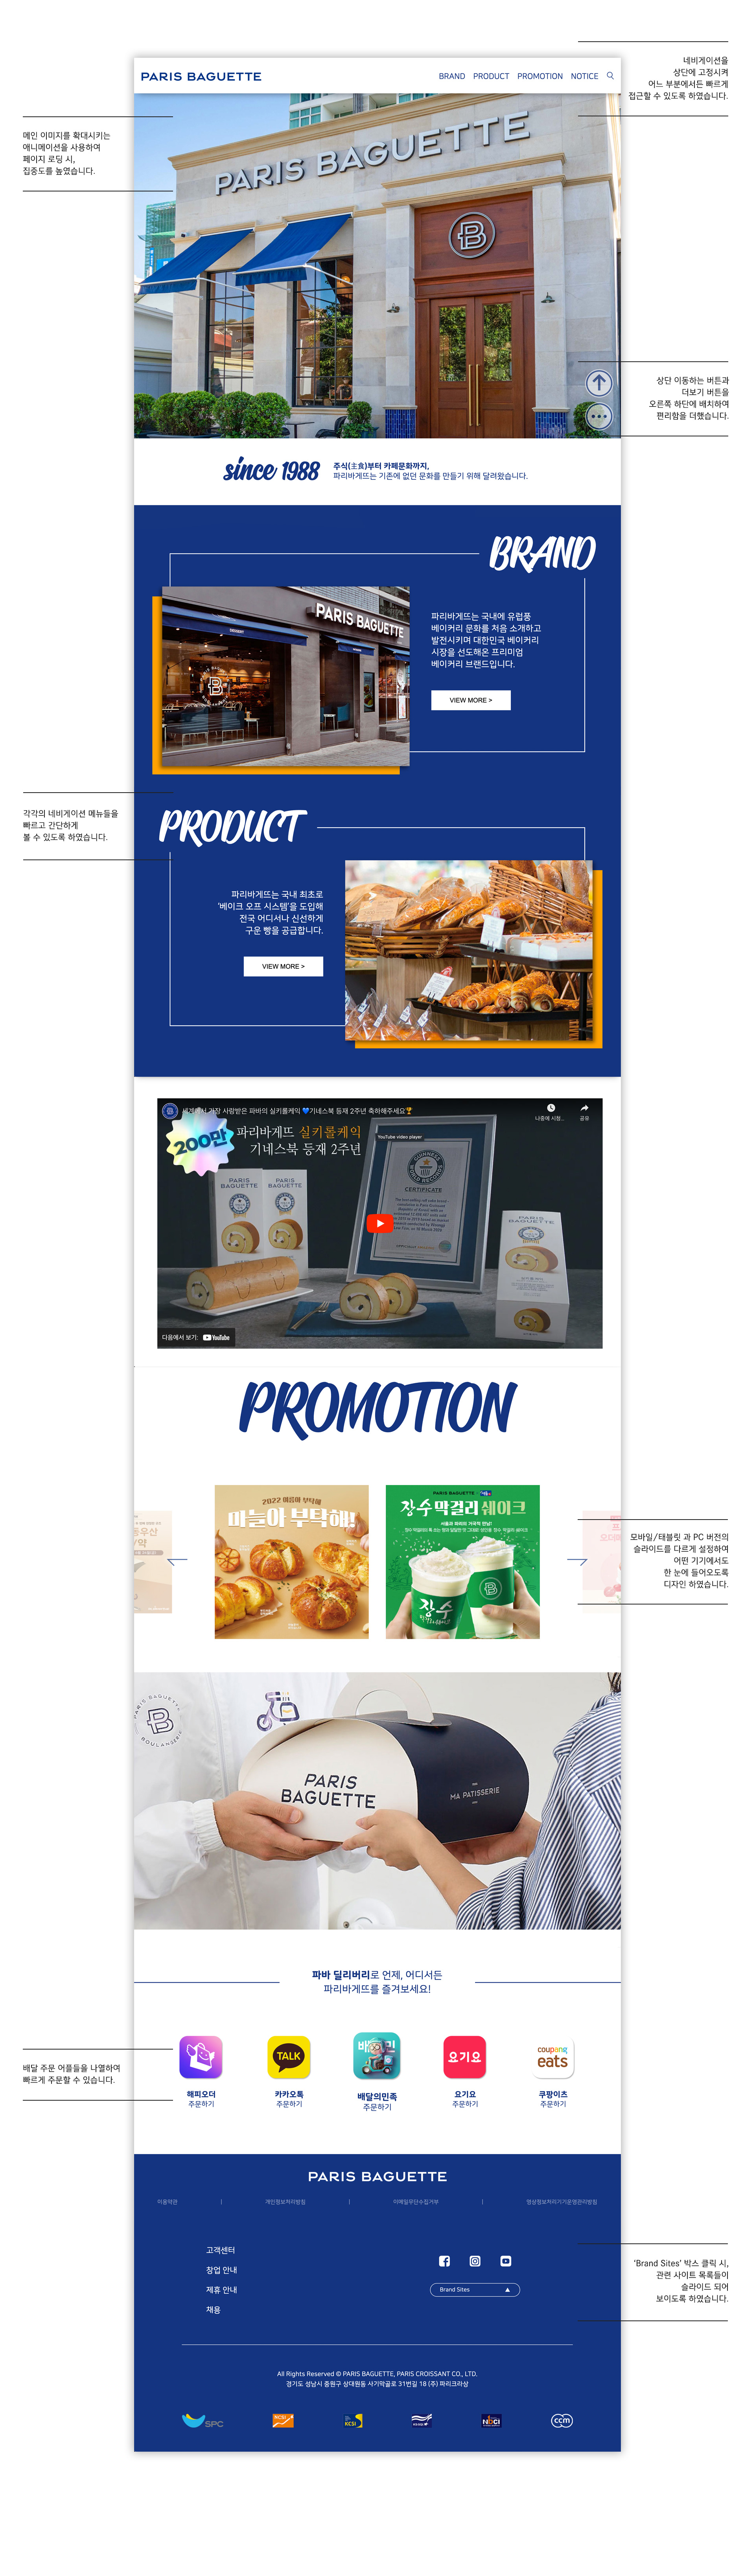 네비게이션을
상단에 고정시켜
어느 부분에서든 빠르게
접근할 수 있도록 하였습니다.
PARIS BAGUETTE
BRAND PRODUCT PROMOTION NOTICE
메인 이미지를 확대시키는
애니메이션을 사용하여
페이지 로딩 시,
집중도를 높였습니다.
PARIS BAGUETTE
상단 이동하는 버튼과
더보기 버튼을
오른쪽 하단에 배치하여
편리함을 더했습니다.
since 1988
주식(主食)부터 카페문화까지,
파리바게뜨는 기존에 없던 문화를 만들기 위해 달려왔습니다.
BRAND
PARIS BAGUETTE
파리바게뜨는 국내에 유럽풍
베이커리 문화를 처음 소개하고
발전시키며 대한민국 베이커리
시장을 선도해온 프리미엄
베이커리 브랜드입니다.
VIEW MORE >
각각의 네비게이션 메뉴들을
빠르고 간단하게
볼 수 있도록 하였습니다.
PRODUCT
파리바게뜨는 국내 최초로
'베이크 오프 시스템'을 도입해
전국 어디서나 신선하게
구운 빵을 공급합니다.
VIEW MORE >
세계에서 가장 사랑받은 파바의 실키롤케익 💙기네스북 등재 2주년 축하해주세요🏆
나중에 시청...
공유
200만
파리바게뜨 실키롤케익
기네스북 등재 2주년
YouTube video player
CERTIFICATE
PARIS BAGUETTE
PARIS BAGUETTE
PARIS BAGUETTE
다음에서 보기: YouTube
PROMOTION
2022 마음이 부탁해
마늘아 부탁해!
PARIS BAGUETTE
장수 막걸리 쉐이크
장수
모바일/태블릿 과 PC 버전의
슬라이드를 다르게 설정하여
어떤 기기에서도
한 눈에 들어오도록
디자인 하였습니다.
PARIS BAGUETTE
BOULANGERIE
PARIS
BAGUETTE
MA PATISSERIE
파바 딜리버리로 언제, 어디서든
파리바게뜨를 즐겨보세요!
TALK
요기요
coupang
eats
해피오더
주문하기
카카오톡
주문하기
배달의민족
주문하기
요기요
주문하기
쿠팡이츠
주문하기
배달 주문 어플들을 나열하여
빠르게 주문할 수 있습니다.
PARIS BAGUETTE
이용약관 | 개인정보처리방침 | 이메일무단수집거부 | 영상정보처리기기운영관리방침
고객센터
창업 안내
제휴 안내
채용
Brand Sites
'Brand Sites' 박스 클릭 시,
관련 사이트 목록들이
슬라이드 되어
보이도록 하였습니다.
All Rights Reserved © PARIS BAGUETTE, PARIS CROISSANT CO., LTD.
경기도 성남시 중원구 상대원동 사기막골로 31번길 18 (주) 파리크라상
SPC
KCSI
NBCI
ccm